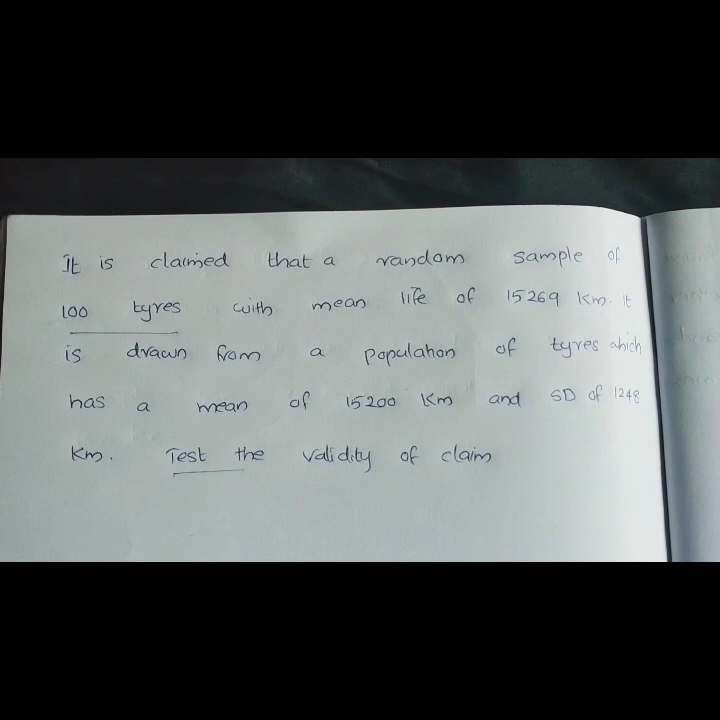 It is claimed that a random sample of
100 tyres with mean life of 15269 km. It
is drawn from a population of tyres which
has a mean of 15200 km and SD of 1248
km. Test the validity of claim